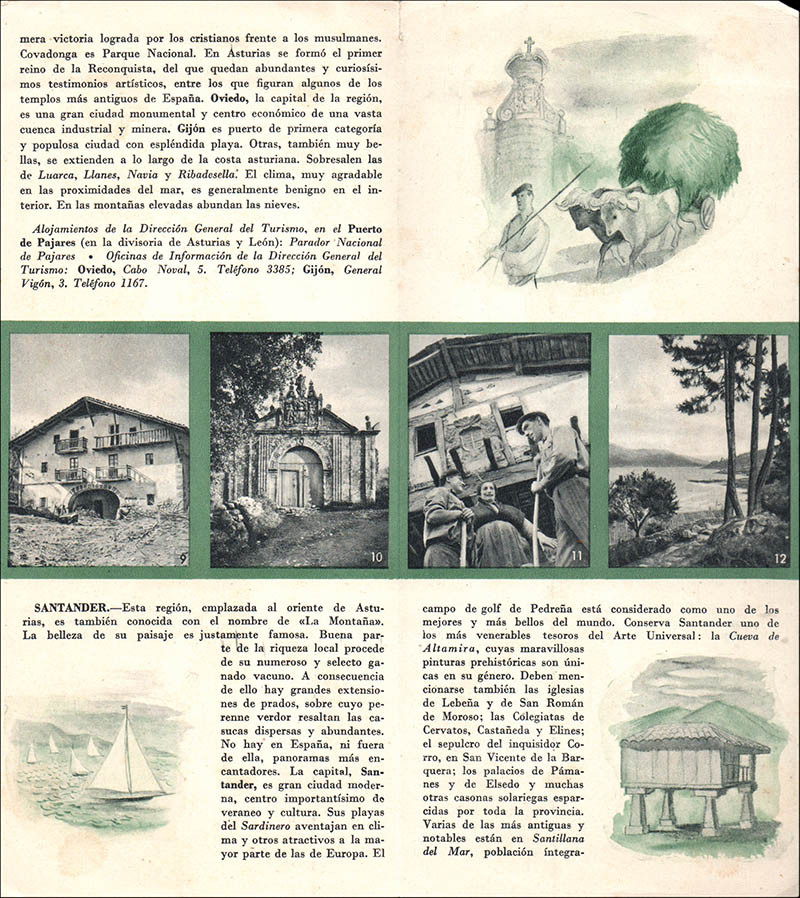 mera victoria lograda por los cristianos frente a los musulmanes.
Covadonga es Parque Nacional. En Asturias se formó el primer
reino de la Reconquista, del que quedan abundantes y curiosísi-
mos testimonios artísticos, entre los que figuran algunos de los
templos más antiguos de España. Oviedo, la capital de la región,
es una gran ciudad monumental y centro económico de una vasta
cuenca industrial y minera. Gijón es puerto de primera categoría
y populosa ciudad con espléndida playa. Otras, también muy be-
llas, se extienden a lo largo de la costa asturiana. Sobresalen las
de Luarca, Llanes, Navia y Ribadesella. El clima, muy agradable
en las proximidades del mar, es generalmente benigno en el in-
terior. En las montañas elevadas abundan las nieves.
Alojamientos de la Dirección General del Turismo, en el Puerto
de Pajares (en la divisoria de Asturias y León): Parador Nacional
de Pajares • Oficinas de Información de la Dirección General del
Turismo: Oviedo, Cabo Noval, 5. Teléfono 3385; Gijón, General
Vigón, 3. Teléfono 1167.
9
10
11
12
SANTANDER.—Esta región, emplazada al oriente de Astu-
rias, es también conocida con el nombre de «La Montaña».
La belleza de su paisaje es justamente famosa. Buena par-
te de la riqueza local procede
de su numeroso y selecto ga-
nado vacuno. A consecuencia
de ello hay grandes extensio-
nes de prados, sobre cuyo pe-
renne verdor resaltan las ca-
sucas dispersas y abundantes.
No hay en España, ni fuera
de ella, panoramas más en-
cantadores. La capital, San-
tander, es gran ciudad moder-
na, centro importantísimo de
veraneo y cultura. Sus playas
del Sardinero aventajan en cli-
ma y otros atractivos a la ma-
yor parte de las de Europa. El
campo de golf de Pedreña está considerado como uno de los
mejores y más bellos del mundo. Conserva Santander uno de
los más venerables tesoros del Arte Universal: la Cueva de
Altamira, cuyas maravillosas
pinturas prehistóricas son úni-
cas en su género. Deben men-
cionarse también las iglesias
de Lebeña y de San Román
de Moroso; las Colegiatas de
Cervatos, Castañeda y Elines;
el sepulcro del inquisidor Co-
rro, en San Vicente de la Bar-
quera; los palacios de Páma-
nes y de Elsedo y muchas
otras casonas solariegas espar-
cidas por toda la provincia.
Varias de las más antiguas y
notables están en Santillana
del Mar, población íntegra-